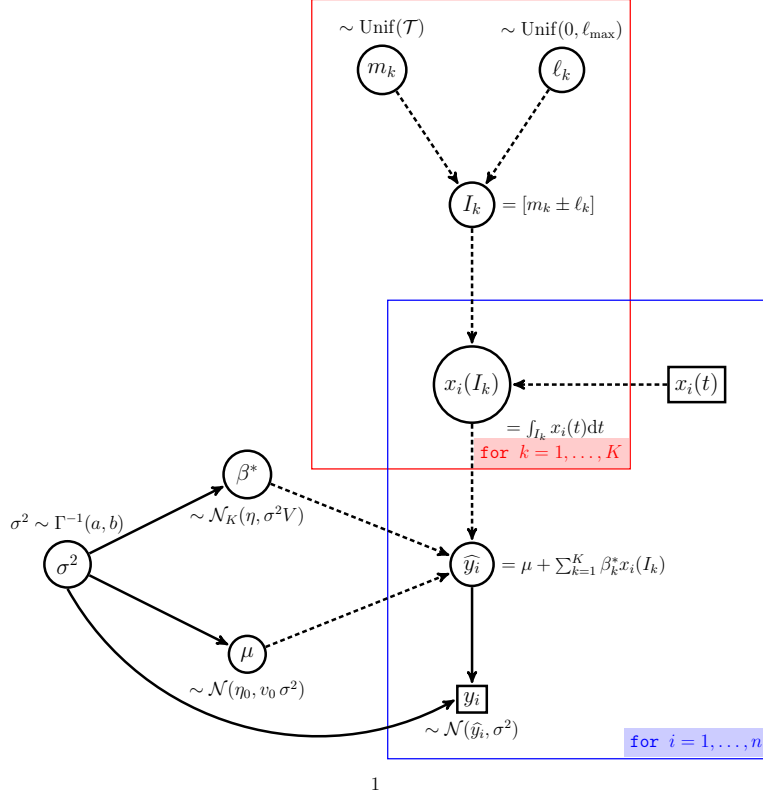 ∼ Unif(𝒯)
∼ Unif(0, ℓ_max)
m_k
ℓ_k
I_k
= [m_k ± ℓ_k]
x_i(I_k)
x_i(t)
= ∫_{I_k} x_i(t)dt
for k = 1, . . . , K
β*
∼ 𝒩_K(η, σ²V)
σ² ∼ Γ⁻¹(a, b)
σ²
ŷ_i
= μ + ∑_{k=1}^{K} β_k^* x_i(I_k)
μ
∼ 𝒩(η_0, v_0 σ²)
y_i
∼ 𝒩(ŷ_i, σ²)
for i = 1, . . . , n
1